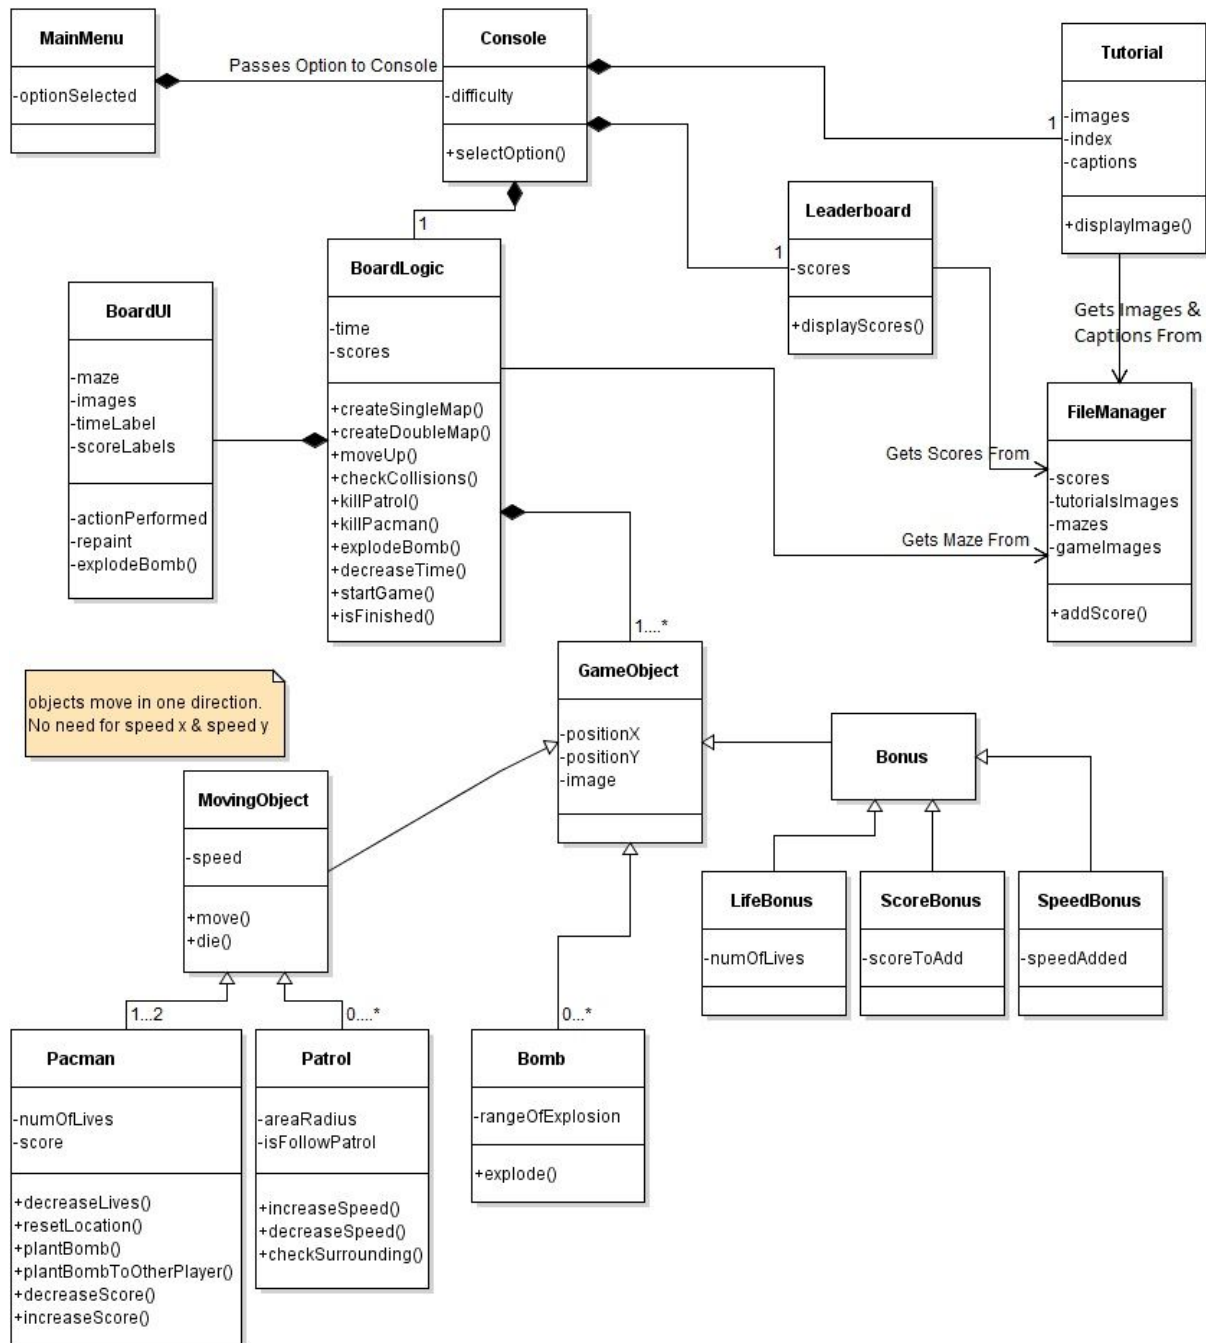 MainMenu
-optionSelected
Passes Option to Console
Console
-difficulty
+selectOption()
Tutorial
-images
-index
-captions
+displayImage()
1
1
1
Leaderboard
-scores
+displayScores()
BoardLogic
-time
-scores
+createSingleMap()
+createDoubleMap()
+moveUp()
+checkCollisions()
+killPatrol()
+killPacman()
+explodeBomb()
+decreaseTime()
+startGame()
+isFinished()
BoardUI
-maze
-images
-timeLabel
-scoreLabels
-actionPerformed
-repaint
-explodeBomb()
Gets Images &
Captions From
FileManager
-scores
-tutorialsImages
-mazes
-gameImages
+addScore()
Gets Scores From
Gets Maze From
1....*
objects move in one direction.
No need for speed x & speed y
GameObject
-positionX
-positionY
-image
Bonus
MovingObject
-speed
+move()
+die()
LifeBonus
-numOfLives
ScoreBonus
-scoreToAdd
SpeedBonus
-speedAdded
1...2
0....*
0...*
Pacman
-numOfLives
-score
+decreaseLives()
+resetLocation()
+plantBomb()
+plantBombToOtherPlayer()
+decreaseScore()
+increaseScore()
Patrol
-areaRadius
-isFollowPatrol
+increaseSpeed()
+decreaseSpeed()
+checkSurrounding()
Bomb
-rangeOfExplosion
+explode()